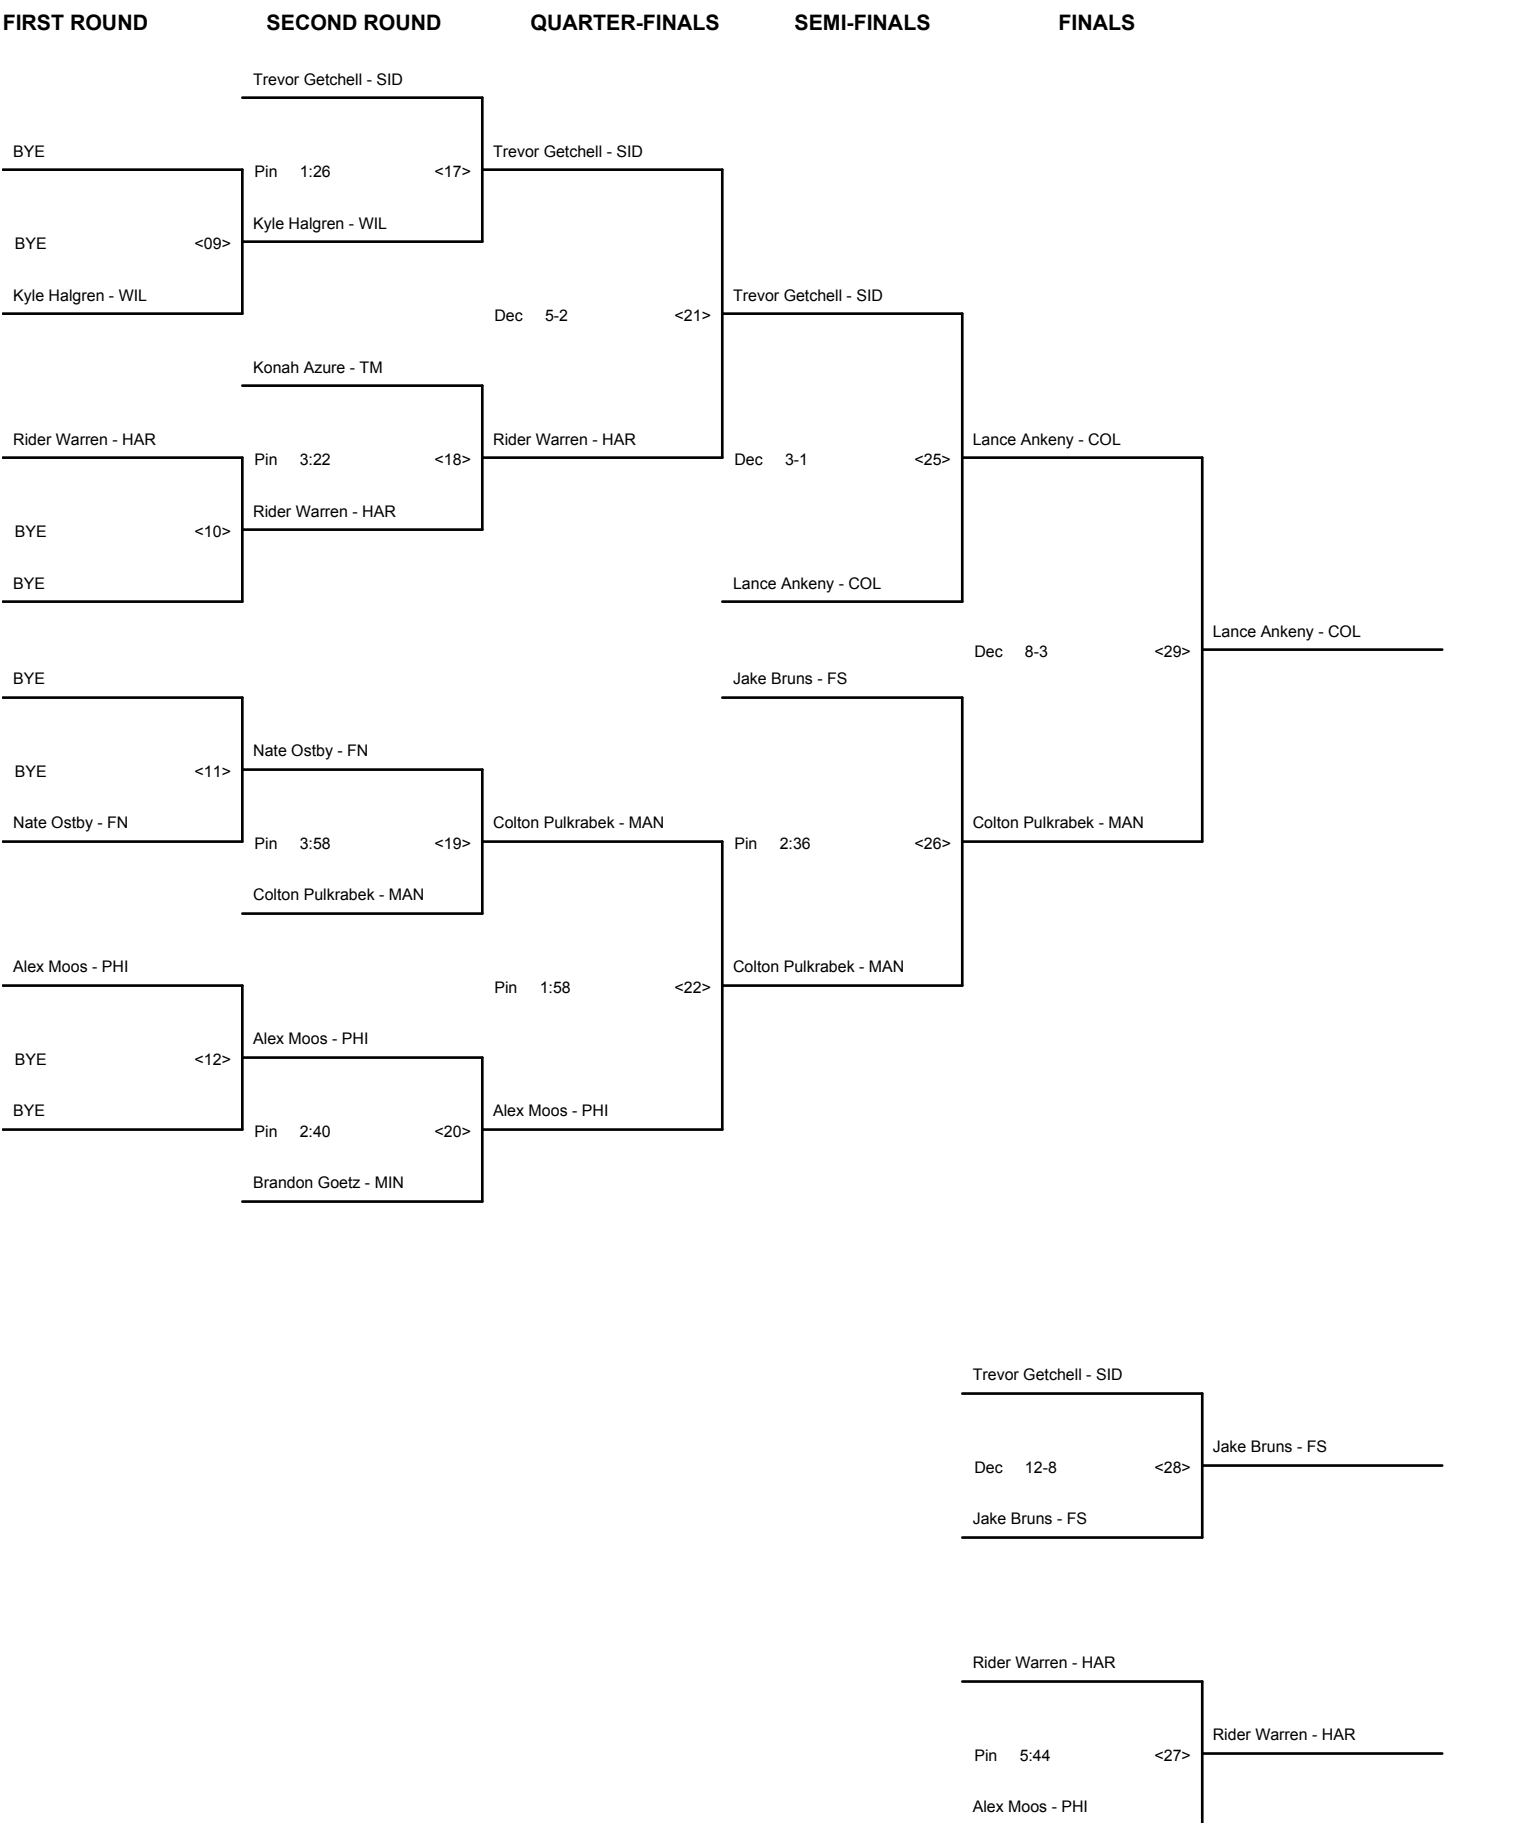 FIRST ROUND SECOND ROUND QUARTER-FINALS SEMI-FINALS FINALS
Trevor Getchell - SID
BYE Trevor Getchell - SID
Pin 1:26 <17>
Kyle Halgren - WIL
BYE <09>
Kyle Halgren - WIL Trevor Getchell - SID
Dec 5-2 <21>
Konah Azure - TM
Rider Warren - HAR Rider Warren - HAR Lance Ankeny - COL
Pin 3:22 <18> Dec 3-1 <25>
Rider Warren - HAR
BYE <10>
BYE Lance Ankeny - COL
Lance Ankeny - COL
Dec 8-3 <29>
BYE Jake Bruns - FS
Nate Ostby - FN
BYE <11>
Nate Ostby - FN Colton Pulkrabek - MAN Colton Pulkrabek - MAN
Pin 3:58 <19> Pin 2:36 <26>
Colton Pulkrabek - MAN
Alex Moos - PHI Colton Pulkrabek - MAN
Pin 1:58 <22>
Alex Moos - PHI
BYE <12>
BYE Alex Moos - PHI
Pin 2:40 <20>
Brandon Goetz - MIN
Trevor Getchell - SID
Jake Bruns - FS
Dec 12-8 <28>
Jake Bruns - FS
Rider Warren - HAR
Rider Warren - HAR
Pin 5:44 <27>
Alex Moos - PHI